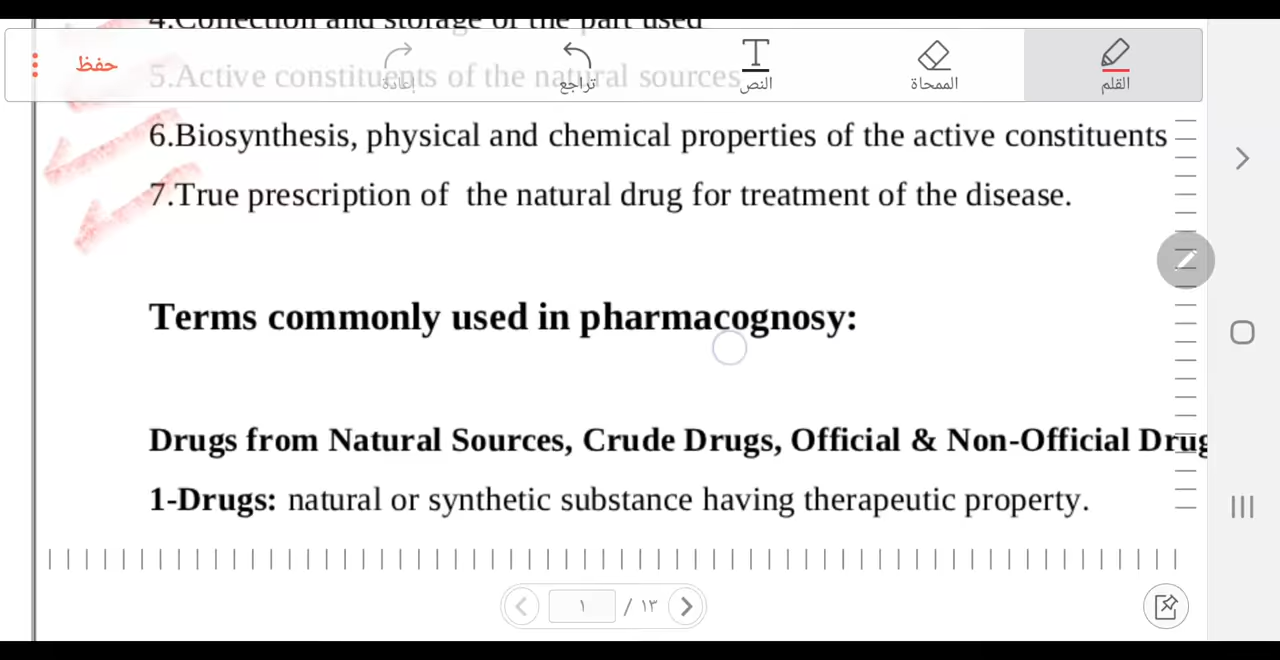 4.Collection and storage of the part used
حفظ
إعادة
تراجع
النص
الممحاة
القلم
5.Active constituents of the natural sources
6.Biosynthesis, physical and chemical properties of the active constituents
7.True prescription of the natural drug for treatment of the disease.
Terms commonly used in pharmacognosy:
Drugs from Natural Sources, Crude Drugs, Official & Non-Official Drug
1-Drugs: natural or synthetic substance having therapeutic property.
١ / ١٣